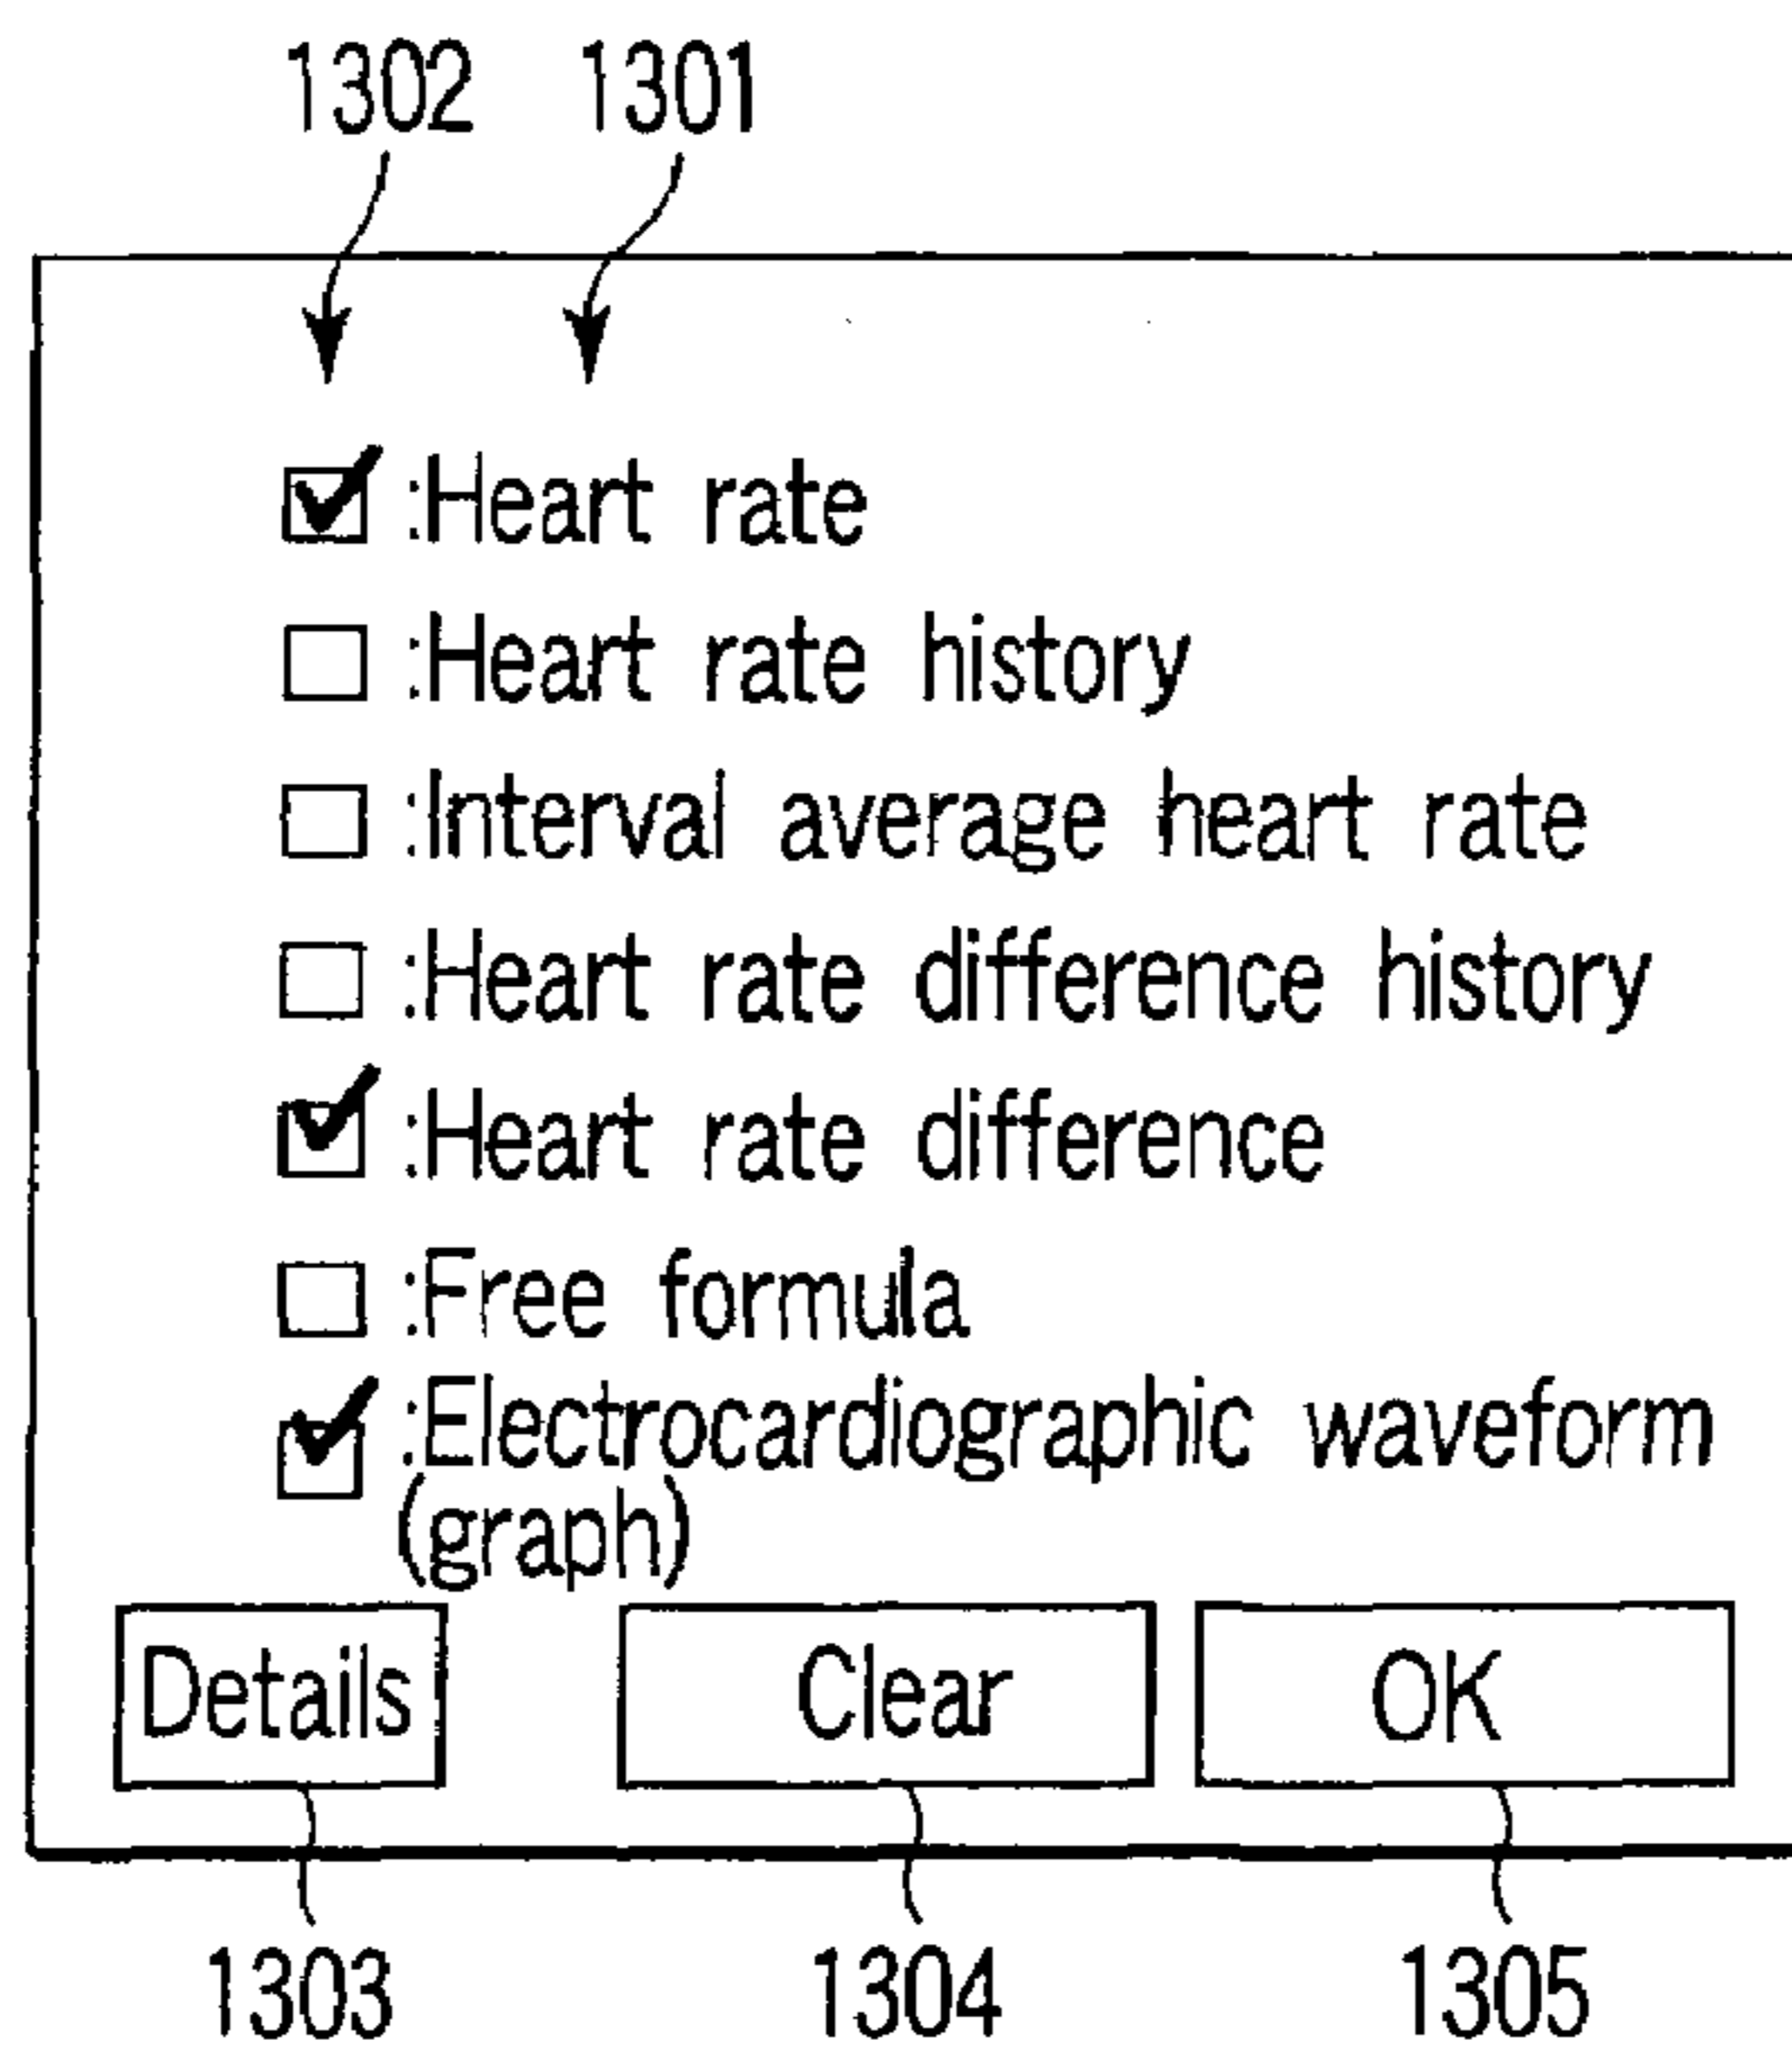 1302 1301
:Heart rate
:Heart rate history
:Interval average heart rate
:Heart rate difference history
:Heart rate difference
:Free formula
:Electrocardiographic waveform
(graph)
Details Clear OK
1303 1304 1305